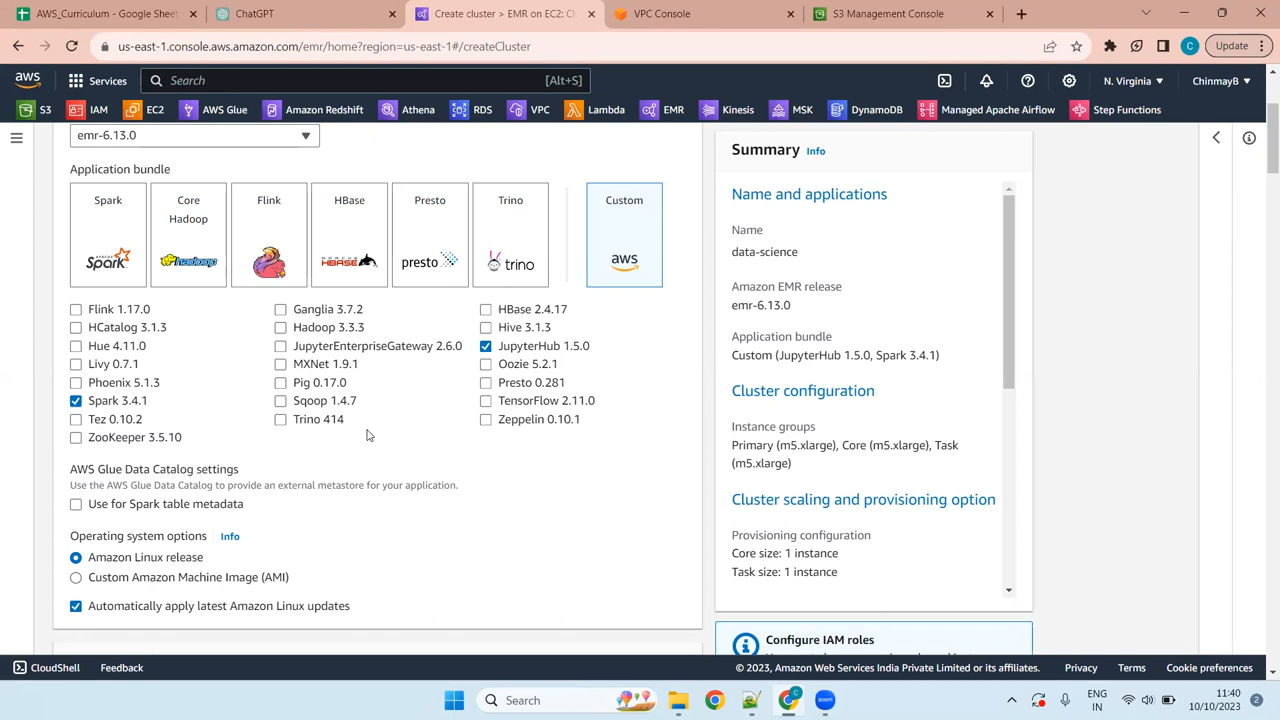 AWS_Curriculum - Google Sheet
ChatGPT
Create cluster > EMR on EC2: Cl
VPC Console
S3 Management Console
us-east-1.console.aws.amazon.com/emr/home?region=us-east-1#/createCluster
C
Update
aws
Services
Search
[Alt+S]
N. Virginia
ChinmayB
S3
IAM
EC2
AWS Glue
Amazon Redshift
Athena
RDS
VPC
Lambda
EMR
Kinesis
MSK
DynamoDB
Managed Apache Airflow
Step Functions
emr-6.13.0
Application bundle
Spark
Spark
Core
Hadoop
hadoop
Flink
HBase
APACHE
HBASE
Presto
presto
Trino
trino
Custom
aws
Flink 1.17.0
Ganglia 3.7.2
HBase 2.4.17
HCatalog 3.1.3
Hadoop 3.3.3
Hive 3.1.3
Hue 4.11.0
JupyterEnterpriseGateway 2.6.0
JupyterHub 1.5.0
Livy 0.7.1
MXNet 1.9.1
Oozie 5.2.1
Phoenix 5.1.3
Pig 0.17.0
Presto 0.281
Spark 3.4.1
Sqoop 1.4.7
TensorFlow 2.11.0
Tez 0.10.2
Trino 414
Zeppelin 0.10.1
ZooKeeper 3.5.10
AWS Glue Data Catalog settings
Use the AWS Glue Data Catalog to provide an external metastore for your application.
Use for Spark table metadata
Operating system options Info
Amazon Linux release
Custom Amazon Machine Image (AMI)
Automatically apply latest Amazon Linux updates
Summary Info
Name and applications
Name
data-science
Amazon EMR release
emr-6.13.0
Application bundle
Custom (JupyterHub 1.5.0, Spark 3.4.1)
Cluster configuration
Instance groups
Primary (m5.xlarge), Core (m5.xlarge), Task
(m5.xlarge)
Cluster scaling and provisioning option
Provisioning configuration
Core size: 1 instance
Task size: 1 instance
Configure IAM roles
CloudShell
Feedback
© 2023, Amazon Web Services India Private Limited or its affiliates.
Privacy
Terms
Cookie preferences
Search
C
zoom
ENG
IN
11:40
10/10/2023
2